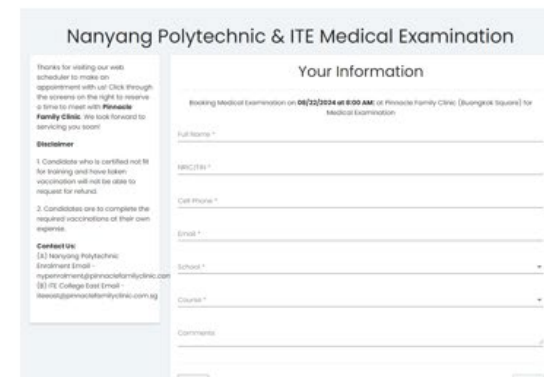 Nanyang Polytechnic & ITE Medical Examination
Thanks for visiting our web
scheduler to make an
appointment with us! Click through
the screens on the right to reserve
a time to meet with Pinnacle
Family Clinic. We look forward to
servicing you soon!
Disclaimer
1. Candidate who is certified not fit
for training and have taken
vaccination will not be able to
request for refund.
2. Candidates are to complete the
required vaccinations at their own
expense.
Contact Us:
(A) Nanyang Polytechnic
Enrolment Email -
nypenrolment@pinnaclefamilyclinic.com
(B) ITE College East Email -
iteeast@pinnaclefamilyclinic.com.sg
Your Information
Booking Medical Examination on 08/22/2024 at 8:00 AM; at Pinnacle Family Clinic (Buangkok Square) for
Medical Examination
Full Name *
NRIC/FIN *
Cell Phone *
Email *
School *
Course *
Comments